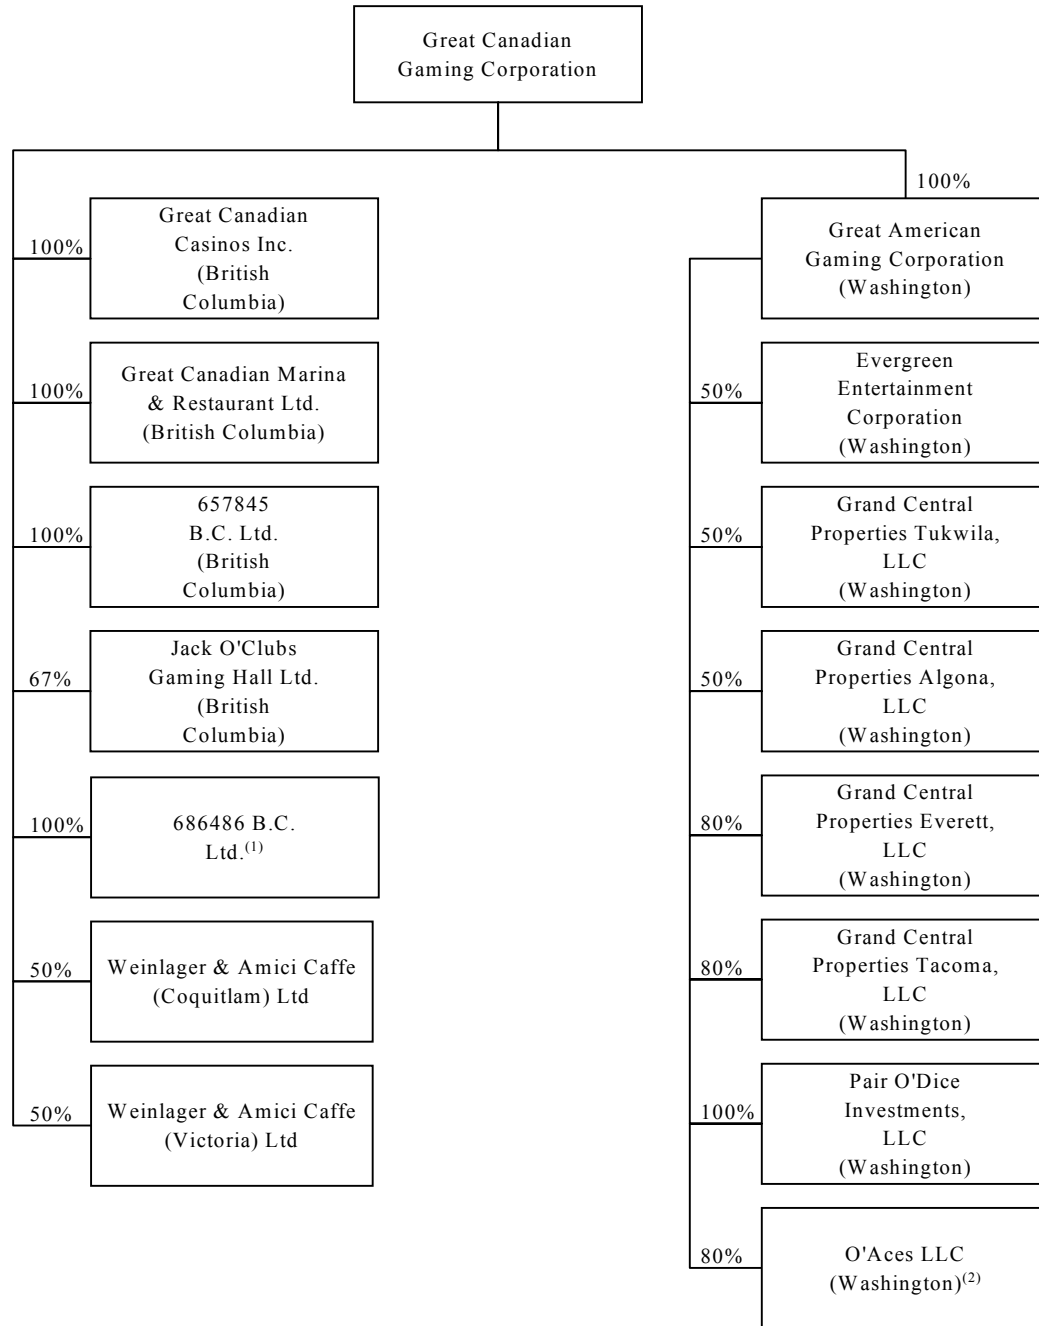 Great Canadian
Gaming Corporation
100%
Great Canadian
Casinos Inc.
(British
Columbia)
100%
Great Canadian Marina
& Restaurant Ltd.
(British Columbia)
100%
657845
B.C. Ltd.
(British
Columbia)
67%
Jack O'Clubs
Gaming Hall Ltd.
(British
Columbia)
100%
686486 B.C.
Ltd.(1)
50%
Weinlager & Amici Caffe
(Coquitlam) Ltd
50%
Weinlager & Amici Caffe
(Victoria) Ltd
100%
Great American
Gaming Corporation
(Washington)
50%
Evergreen
Entertainment
Corporation
(Washington)
50%
Grand Central
Properties Tukwila,
LLC
(Washington)
50%
Grand Central
Properties Algona,
LLC
(Washington)
80%
Grand Central
Properties Everett,
LLC
(Washington)
80%
Grand Central
Properties Tacoma,
LLC
(Washington)
100%
Pair O'Dice
Investments,
LLC
(Washington)
80%
O'Aces LLC
(Washington)(2)